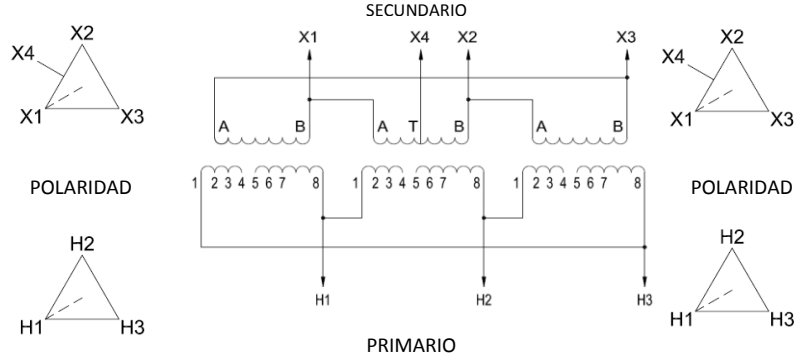 SECUNDARIO
X1 X4 X2 X3
X2
X4
X1 X3
X2
X4
X1 X3
A B A T B A B
POLARIDAD
POLARIDAD
1 2 3 4 5 6 7 8 1 2 3 4 5 6 7 8 1 2 3 4 5 6 7 8
H2
H1 H3
H2
H1 H3
H1 H2 H3
PRIMARIO